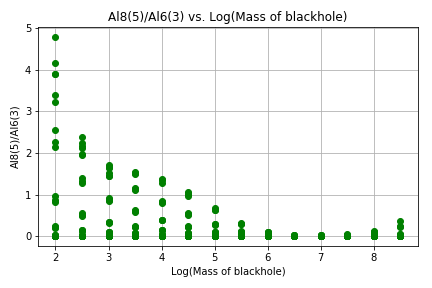 Al8(5)/Al6(3) vs. Log(Mass of blackhole)
5
4
3
2
1
0
Al8(5)/Al6(3)
2 3 4 5 6 7 8
Log(Mass of blackhole)